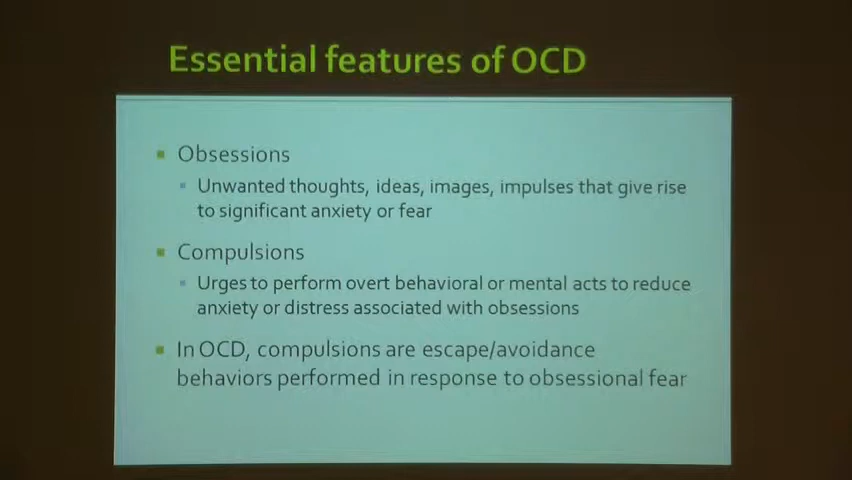 Essential features of OCD
Obsessions
Unwanted thoughts, ideas, images, impulses that give rise
to significant anxiety or fear
Compulsions
Urges to perform overt behavioral or mental acts to reduce
anxiety or distress associated with obsessions
In OCD, compulsions are escape/avoidance
behaviors performed in response to obsessional fear